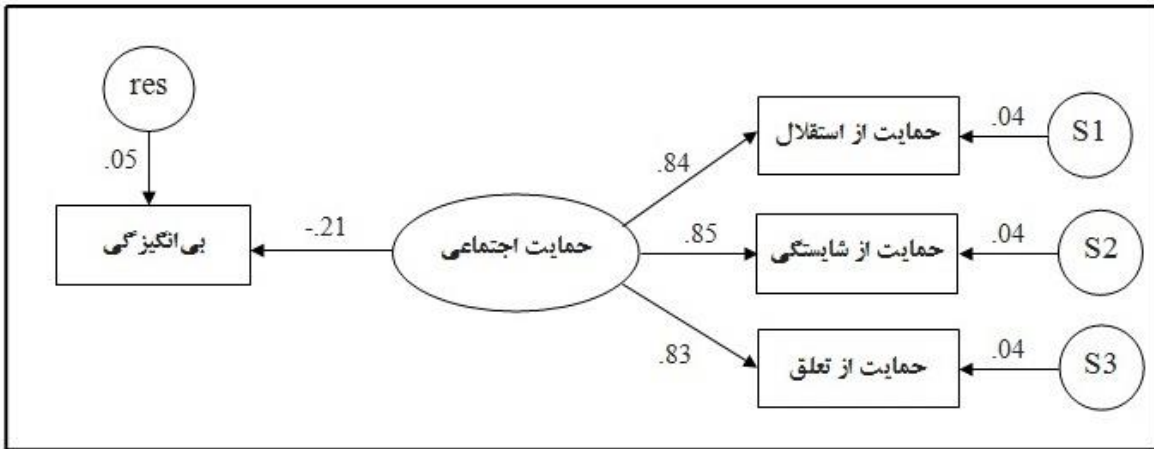 res
.05
بی‌انگیزگی
-.21
حمایت اجتماعی
.84
حمایت از استقلال
.04
S1
.85
حمایت از شایستگی
.04
S2
.83
حمایت از تعلق
.04
S3